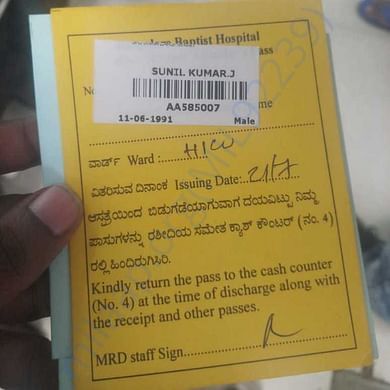 Baptist Hospital
SUNIL KUMAR.J
AA585007
11-06-1991 Male
ವಾರ್ಡ್ Ward : HICU
ವಿತರಿಸುವ ದಿನಾಂಕ Issuing Date: 21/7
ಆಸ್ಪತ್ರೆಯಿಂದ ಬಿಡುಗಡೆಯಾಗುವಾಗ ದಯವಿಟ್ಟು ನಿಮ್ಮ
ಪಾಸುಗಳನ್ನು ರಶೀದಿಯ ಸಮೇತ ಕ್ಯಾಶ್ ಕೌಂಟರ್ (ನಂ. 4)
ರಲ್ಲಿ ಹಿಂದಿರುಗಿಸಿರಿ.
Kindly return the pass to the cash counter
(No. 4) at the time of discharge along with
the receipt and other passes.
MRD staff Sign